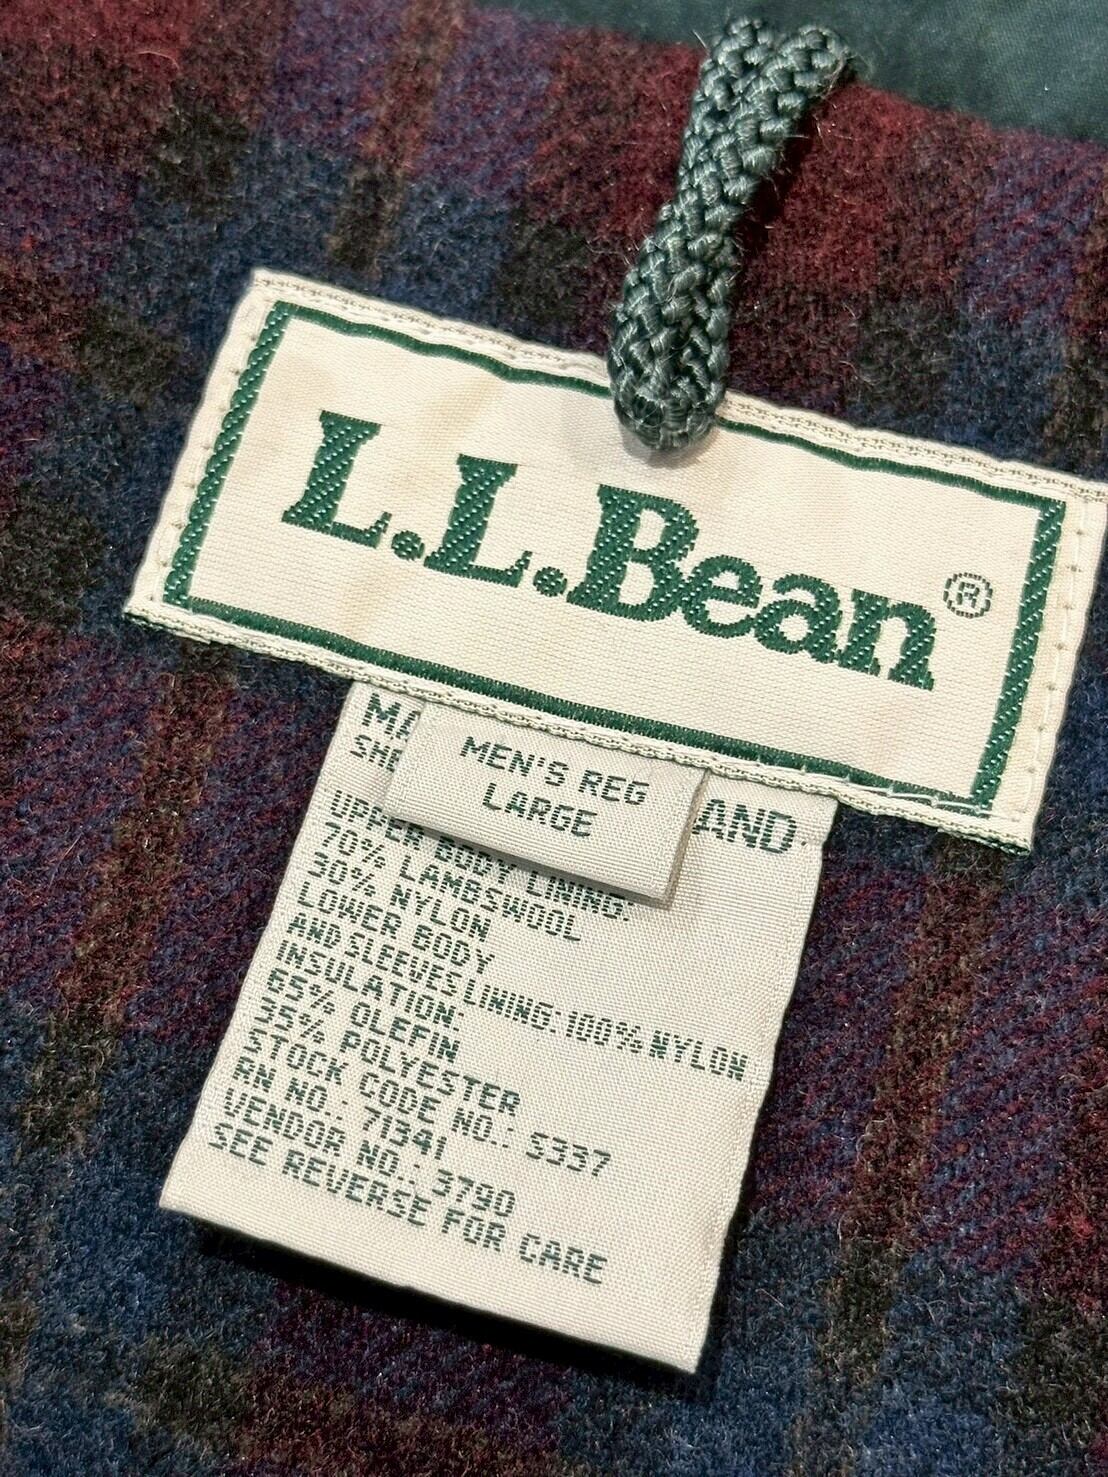 L.L.Bean®
MEN'S REG
LARGE
AND
UPPER BODY LINING:
70% LAMBSWOOL
30% NYLON
LOWER BODY
AND SLEEVES LINING: 100% NYLON
INSULATION:
65% OLEFIN
35% POLYESTER
STOCK CODE NO.: S337
RN NO.: 71341
VENDOR NO.: 3790
SEE REVERSE FOR CARE